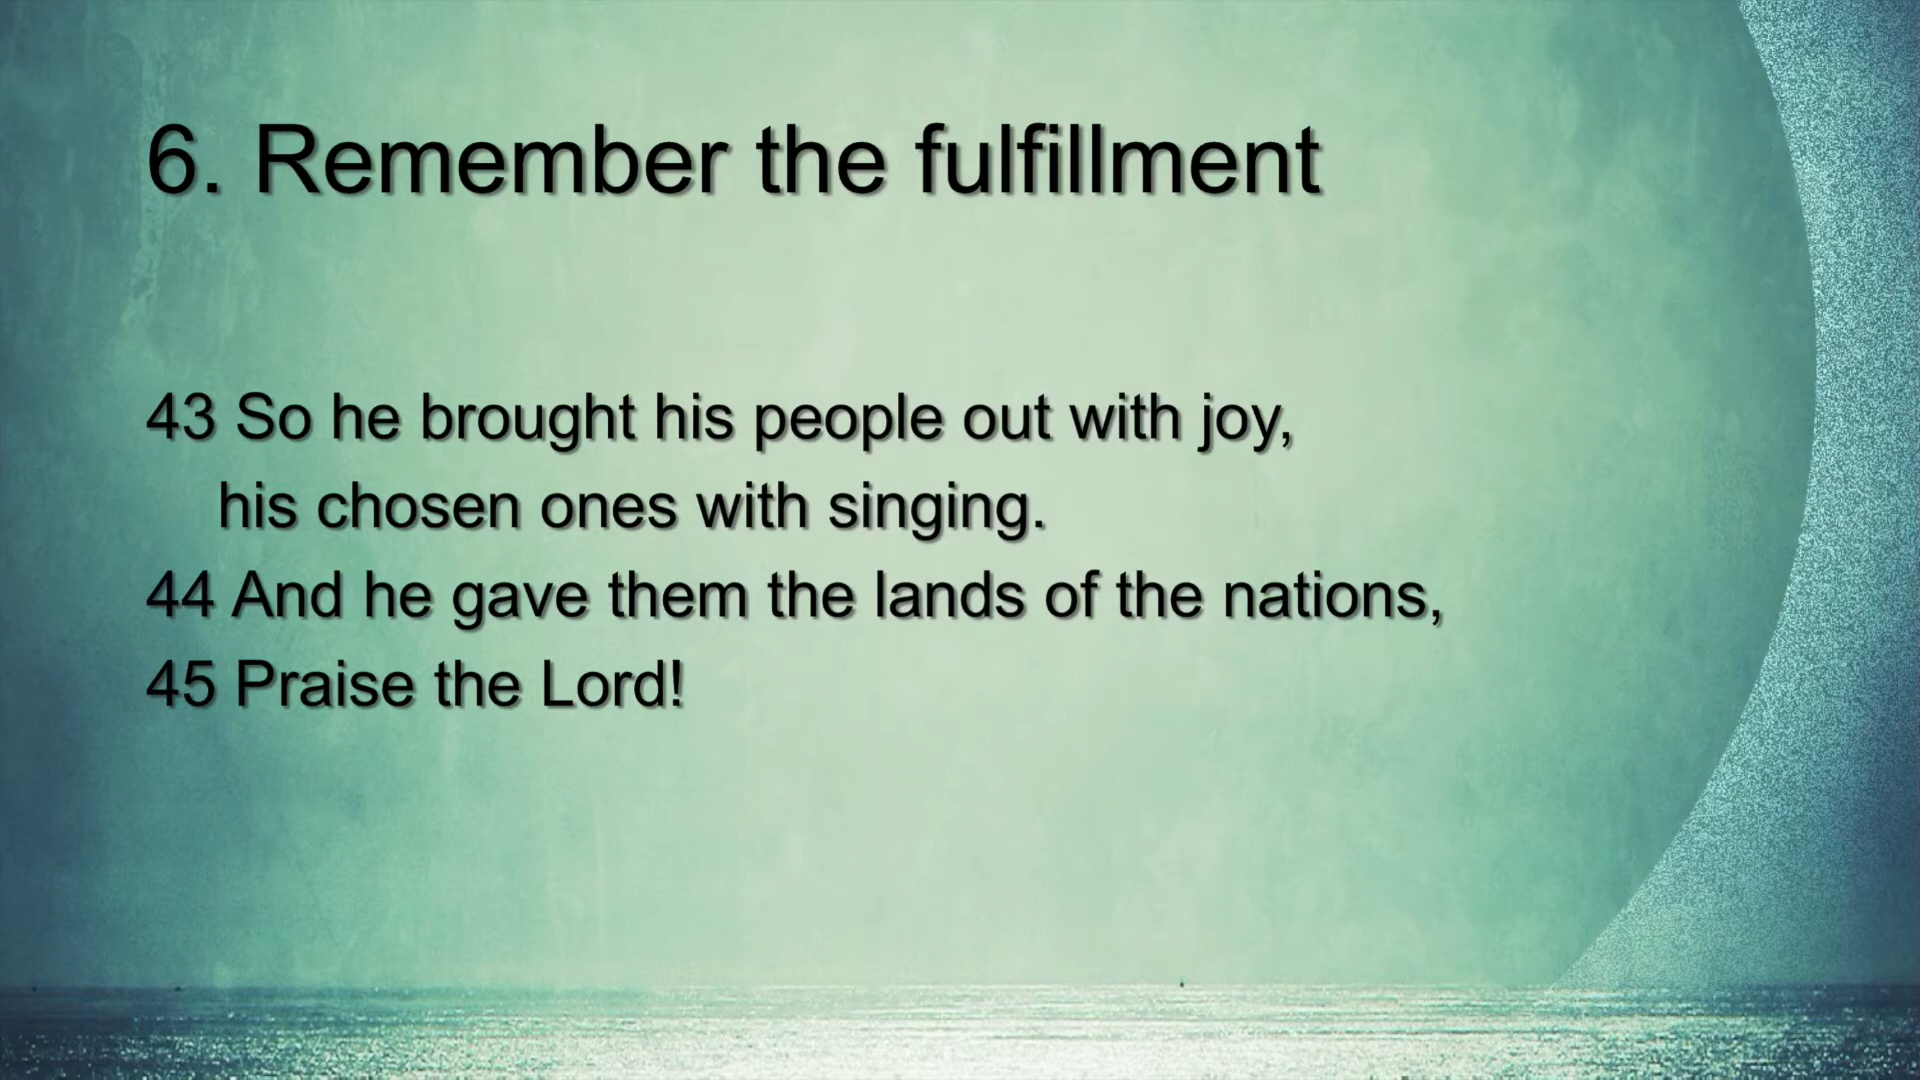 6. Remember the fulfillment
43 So he brought his people out with joy,
his chosen ones with singing.
44 And he gave them the lands of the nations,
45 Praise the Lord!